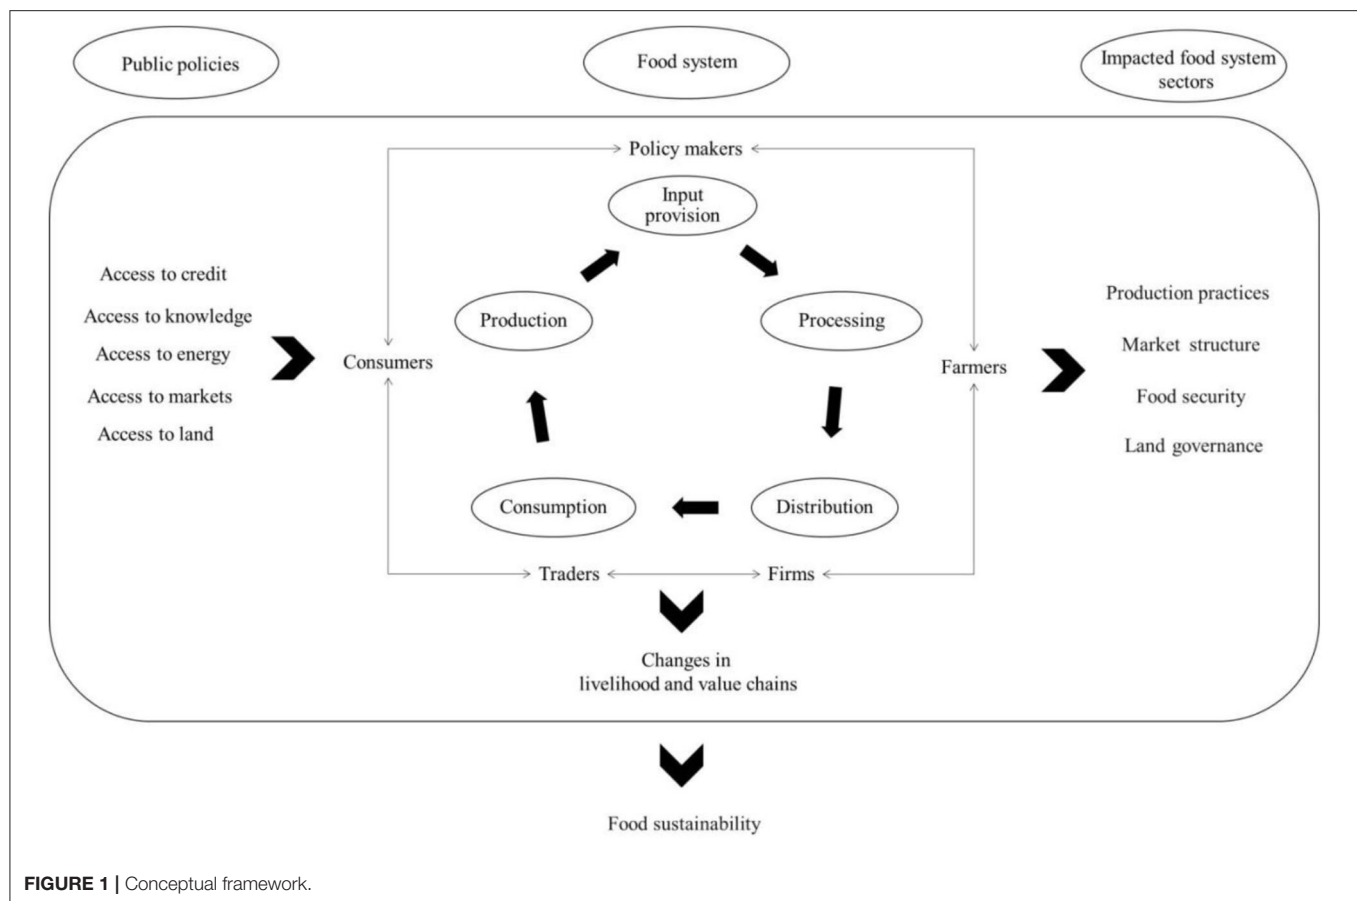 Public policies
Food system
Impacted food system
sectors
Policy makers
Input
provision
Access to credit
Access to knowledge
Access to energy
Access to markets
Access to land
Production
Processing
Consumers
Farmers
Consumption
Distribution
Traders
Firms
Production practices
Market structure
Food security
Land governance
Changes in
livelihood and value chains
Food sustainability
FIGURE 1 | Conceptual framework.